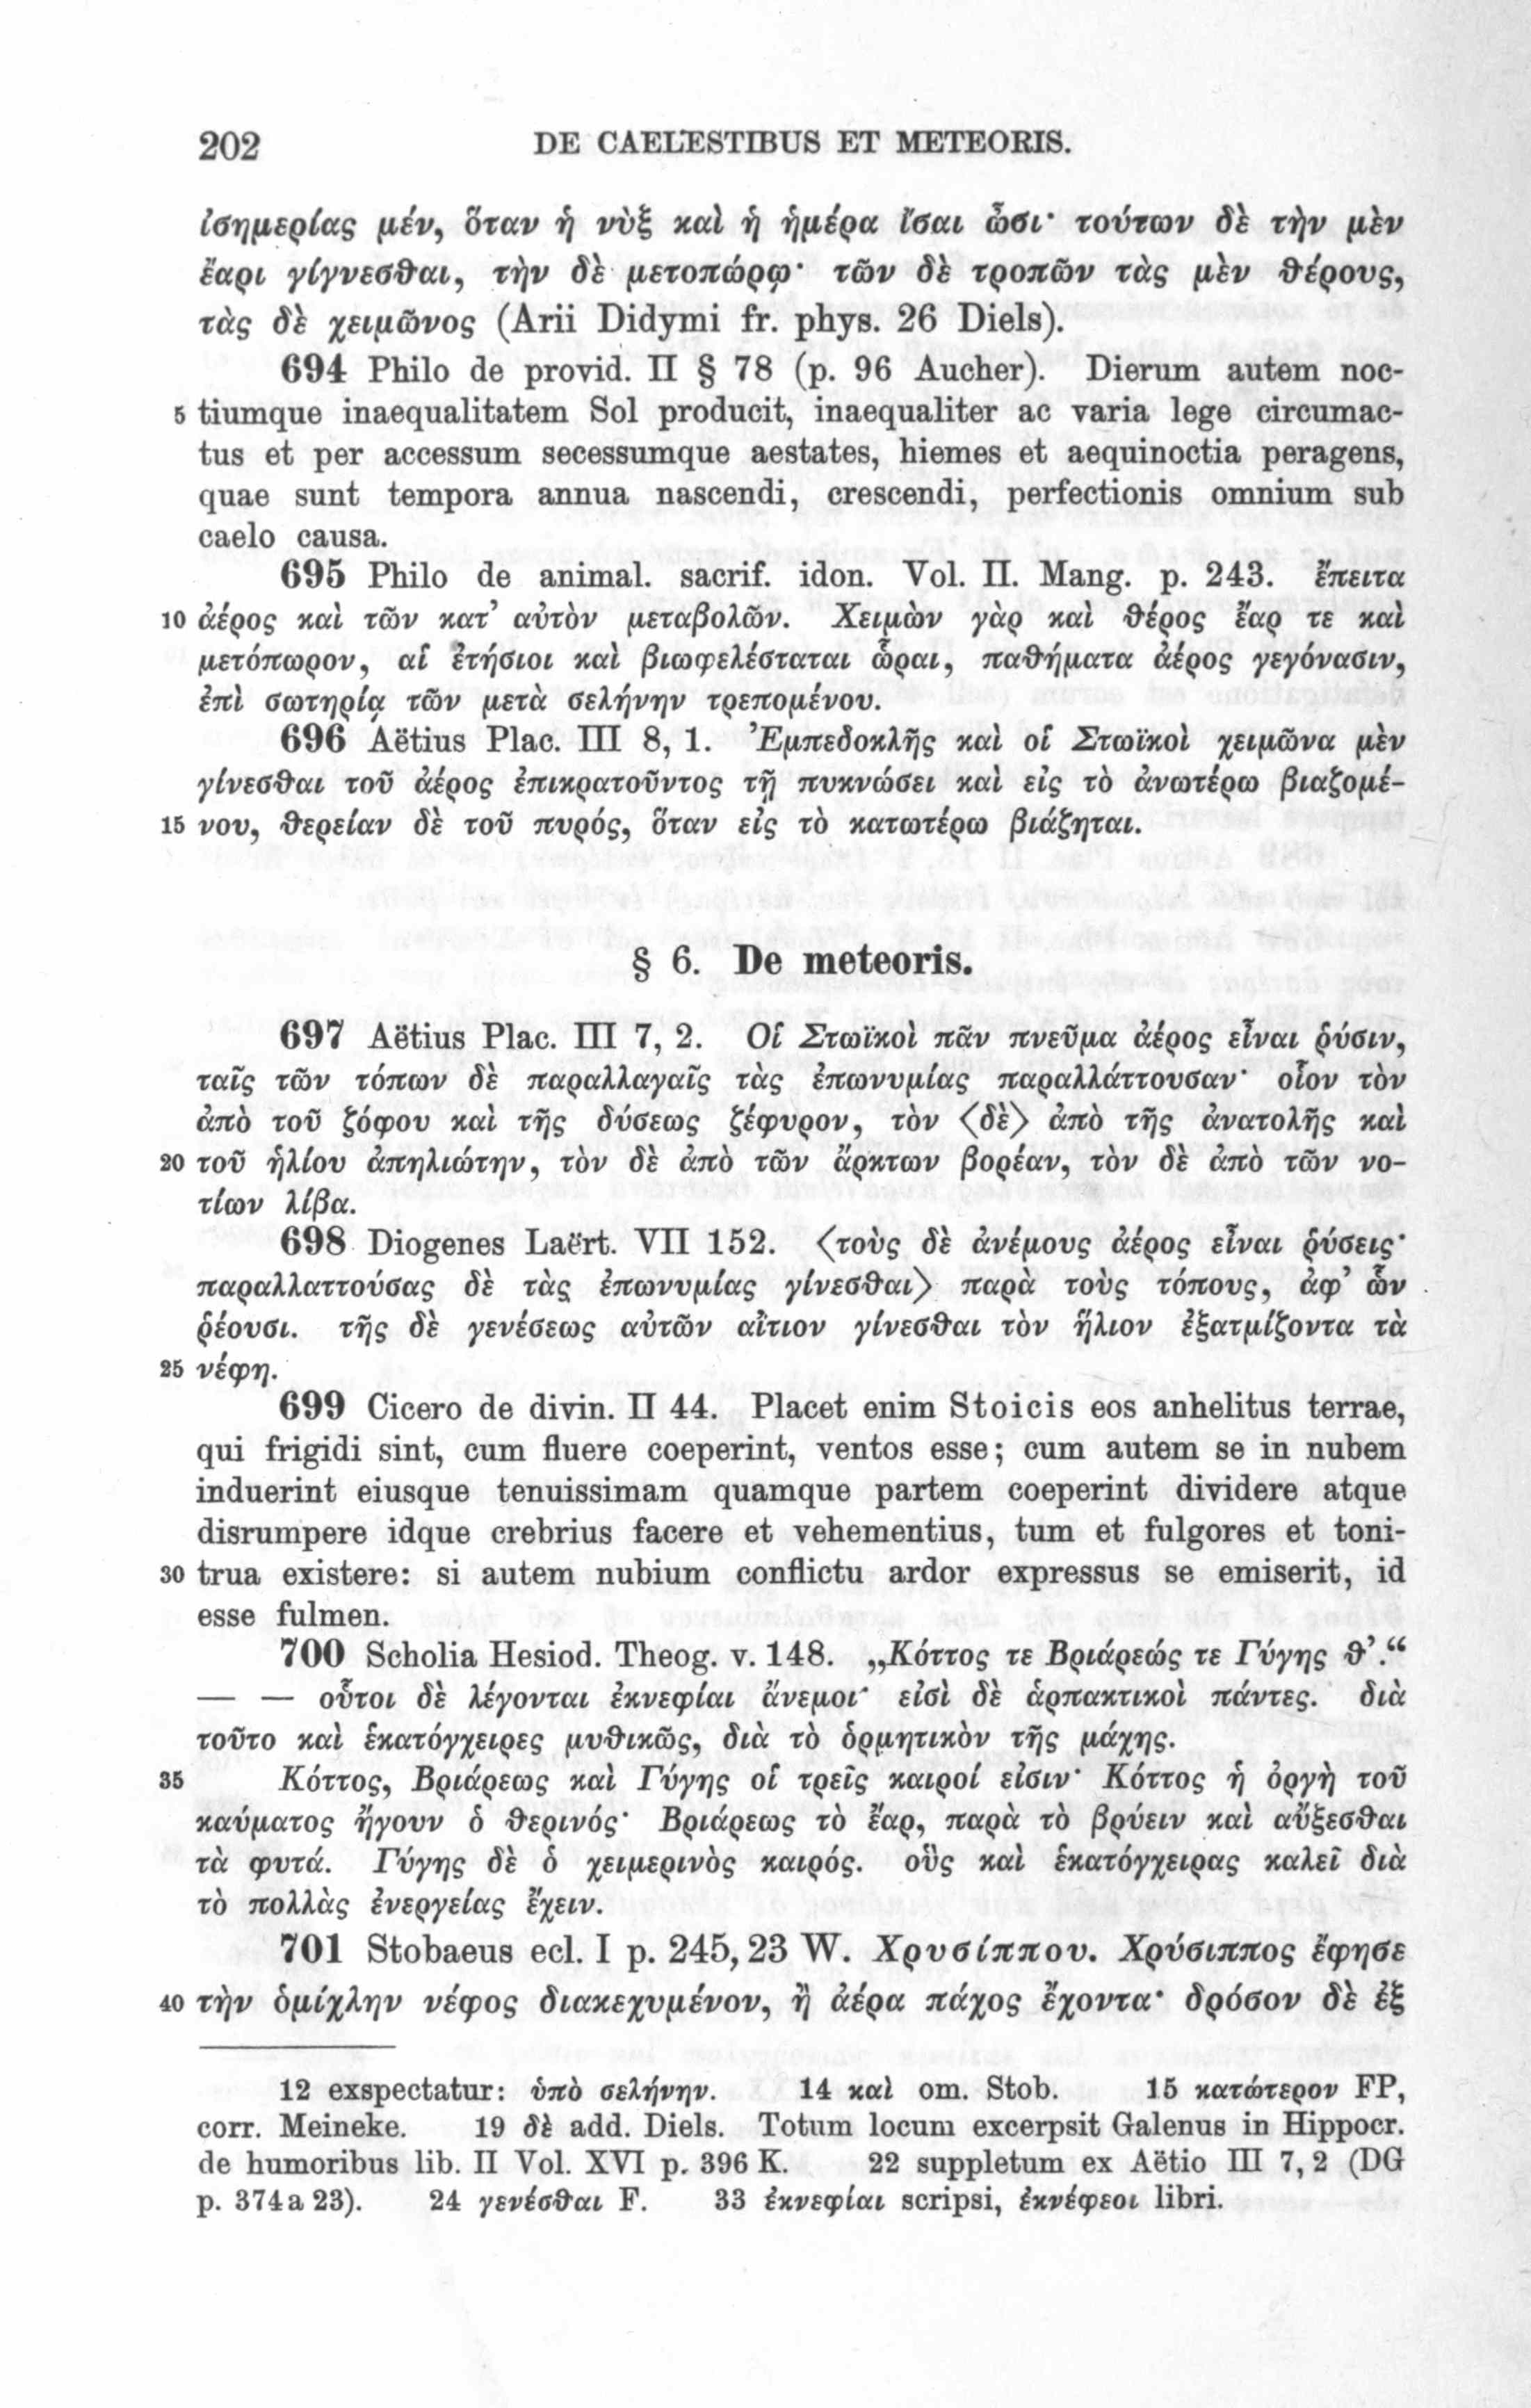 202 DE CAELESTIBUS ET METEORIS.
ἰσημερίας μέν, ὅταν ἡ νὺξ καὶ ἡ ἡμέρα ἴσαι ὦσι· τούτων δὲ τὴν μὲν
ἔαρι γίγνεσθαι, τὴν δὲ μετοπώρῳ· τῶν δὲ τροπῶν τὰς μὲν θέρους,
τὰς δὲ χειμῶνος (Arii Didymi fr. phys. 26 Diels).
694 Philo de provid. II § 78 (p. 96 Aucher). Dierum autem noc-
5 tiumque inaequalitatem Sol producit, inaequaliter ac varia lege circumac-
tus et per accessum secessumque aestates, hiemes et aequinoctia peragens,
quae sunt tempora annua nascendi, crescendi, perfectionis omnium sub
caelo causa.
695 Philo de animal. sacrif. idon. Vol. II. Mang. p. 243. ἔπειτα
10 ἀέρος καὶ τῶν κατ’ αὐτὸν μεταβολῶν. Χειμὼν γὰρ καὶ θέρος ἔαρ τε καὶ
μετόπωρον, αἱ ἐτήσιοι καὶ βιωφελέσταται ὧραι, παθήματα ἀέρος γεγόνασιν,
ἐπὶ σωτηρίᾳ τῶν μετὰ σελήνην τρεπομένου.
696 Aëtius Plac. III 8, 1. Ἐμπεδοκλῆς καὶ οἱ Στωϊκοὶ χειμῶνα μὲν
γίνεσθαι τοῦ ἀέρος ἐπικρατοῦντος τῇ πυκνώσει καὶ εἰς τὸ ἀνωτέρω βιαζομέ-
15 νου, θερείαν δὲ τοῦ πυρός, ὅταν εἰς τὸ κατωτέρω βιάζηται.
§ 6. De meteoris.
697 Aëtius Plac. III 7, 2. Οἱ Στωϊκοὶ πᾶν πνεῦμα ἀέρος εἶναι ῥύσιν,
ταῖς τῶν τόπων δὲ παραλλαγαῖς τὰς ἐπωνυμίας παραλλάττουσαν· οἷον τὸν
ἀπὸ τοῦ ζόφου καὶ τῆς δύσεως ζέφυρον, τὸν ⟨δὲ⟩ ἀπὸ τῆς ἀνατολῆς καὶ
20 τοῦ ἡλίου ἀπηλιώτην, τὸν δὲ ἀπὸ τῶν ἄρκτων βορέαν, τὸν δὲ ἀπὸ τῶν νο-
τίων λίβα.
698 Diogenes Laërt. VII 152. ⟨τοὺς δὲ ἀνέμους ἀέρος εἶναι ῥύσεις·
παραλλαττούσας δὲ τὰς ἐπωνυμίας γίνεσθαι⟩ παρὰ τοὺς τόπους, ἀφ’ ὧν
ῥέουσι. τῆς δὲ γενέσεως αὐτῶν αἴτιον γίνεσθαι τὸν ἥλιον ἐξατμίζοντα τὰ
25 νέφη.
699 Cicero de divin. II 44. Placet enim Stoicis eos anhelitus terrae,
qui frigidi sint, cum fluere coeperint, ventos esse; cum autem se in nubem
induerint eiusque tenuissimam quamque partem coeperint dividere atque
disrumpere idque crebrius facere et vehementius, tum et fulgores et toni-
30 trua existere: si autem nubium conflictu ardor expressus se emiserit, id
esse fulmen.
700 Scholia Hesiod. Theog. v. 148. „Κόττος τε Βριάρεώς τε Γύγης θ’.“
— — οὗτοι δὲ λέγονται ἐκνεφίαι ἄνεμοι· εἰσὶ δὲ ἁρπακτικοὶ πάντες. διὰ
τοῦτο καὶ ἑκατόγχειρες μυθικῶς, διὰ τὸ ὁρμητικὸν τῆς μάχης.
35 Κόττος, Βριάρεως καὶ Γύγης οἱ τρεῖς καιροί εἰσιν· Κόττος ἡ ὀργὴ τοῦ
καύματος ἤγουν ὁ θερινός· Βριάρεως τὸ ἔαρ, παρὰ τὸ βρύειν καὶ αὔξεσθαι
τὰ φυτά. Γύγης δὲ ὁ χειμερινὸς καιρός. οὓς καὶ ἑκατόγχειρας καλεῖ διὰ
τὸ πολλὰς ἐνεργείας ἔχειν.
701 Stobaeus ecl. I p. 245, 23 W. Χρυσίππου. Χρύσιππος ἔφησε
40 τὴν ὁμίχλην νέφος διακεχυμένον, ἢ ἀέρα πάχος ἔχοντα· δρόσον δὲ ἐξ
12 exspectatur: ὑπὸ σελήνην. 14 καὶ om. Stob. 15 κατώτερον FP,
corr. Meineke. 19 δὲ add. Diels. Totum locum excerpsit Galenus in Hippocr.
de humoribus lib. II Vol. XVI p. 396 K. 22 suppletum ex Aëtio III 7, 2 (DG
p. 374a 23). 24 γενέσθαι F. 33 ἐκνεφίαι scripsi, ἐκνέφεοι libri.